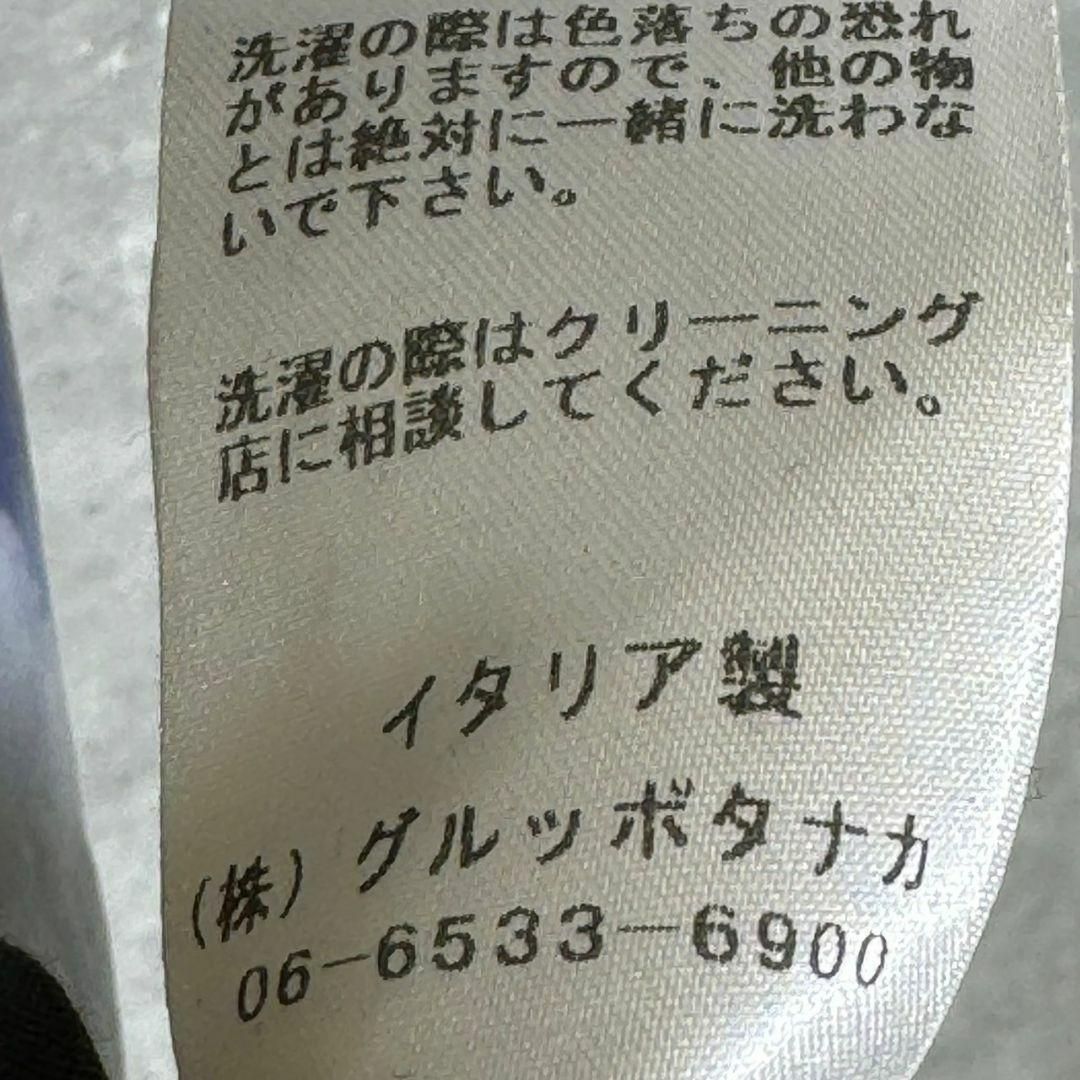 洗濯の際は色落ちの恐れ
がありますので、他の物
とは絶対に一緒に洗わな
いで下さい。
洗濯の際はクリーニング
店に相談してください。
イタリア製
(株)グルッポタナカ
06-6533-6900